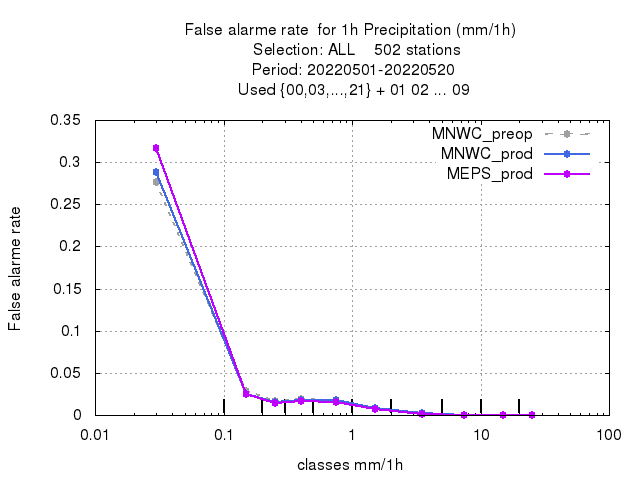 False alarme rate  for 1h Precipitation (mm/1h)
Selection: ALL    502 stations
Period: 20220501-20220520
Used {00,03,...,21} + 01 02 ... 09
MNWC_preop
MNWC_prod
MEPS_prod
False alarme rate
0.35
0.3
0.25
0.2
0.15
0.1
0.05
0
0.01
0.1
1
10
100
classes mm/1h